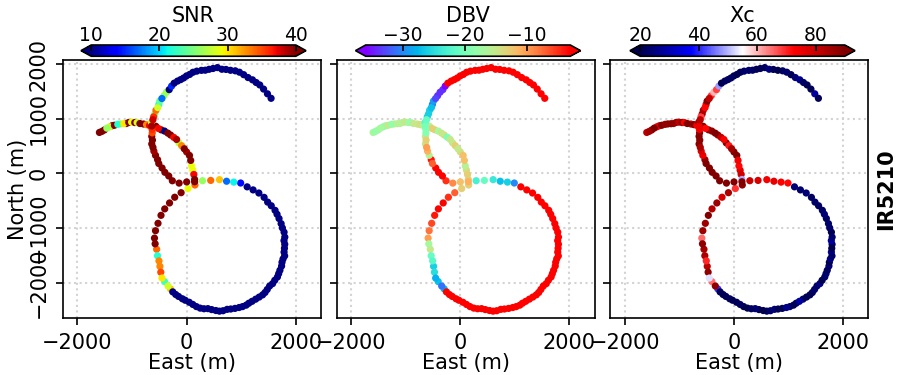 SNR DBV Xc
10 20 30 40 −30 −20 −10 20 40 60 80
2000
1000
0
−1000
−2000
North (m)
IR5210
−2000 0 2000 −2000 0 2000 −2000 0 2000
East (m) East (m) East (m)